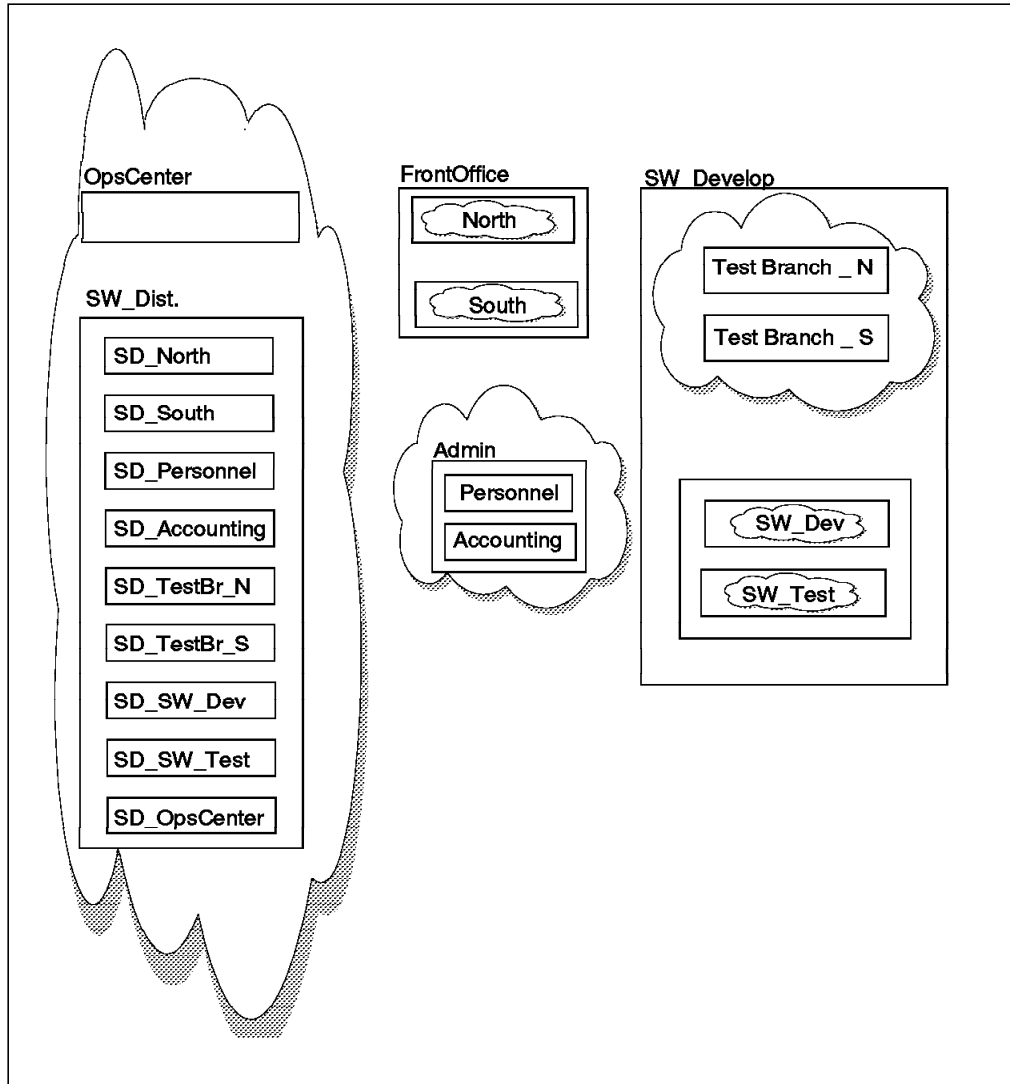 OpsCenter
SW_Dist.
SD_North
SD_South
SD_Personnel
SD_Accounting
SD_TestBr_N
SD_TestBr_S
SD_SW_Dev
SD_SW_Test
SD_OpsCenter
FrontOffice
North
South
Admin
Personnel
Accounting
SW_Develop
Test Branch _ N
Test Branch _ S
SW_Dev
SW_Test